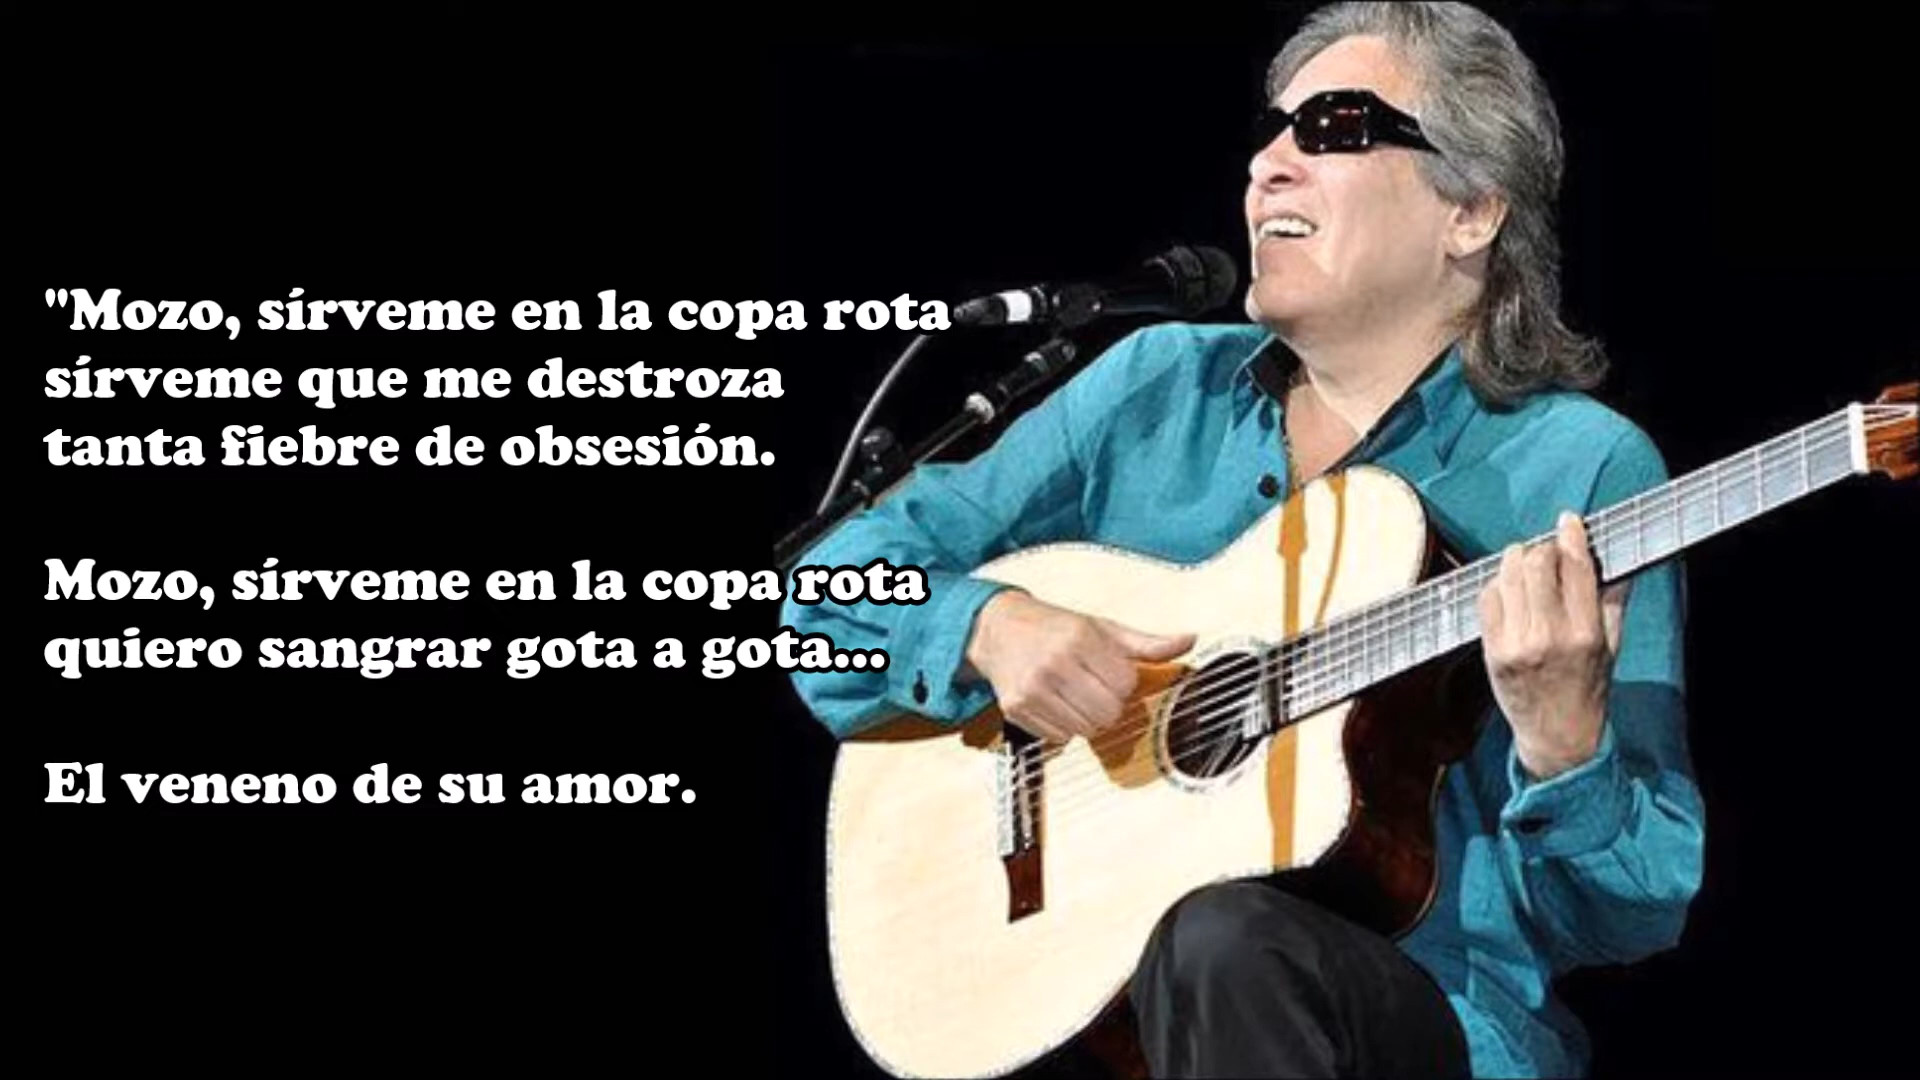 "Mozo, sírveme en la copa rota
sírveme que me destroza
tanta fiebre de obsesión.
Mozo, sírveme en la copa rota
quiero sangrar gota a gota...
El veneno de su amor.